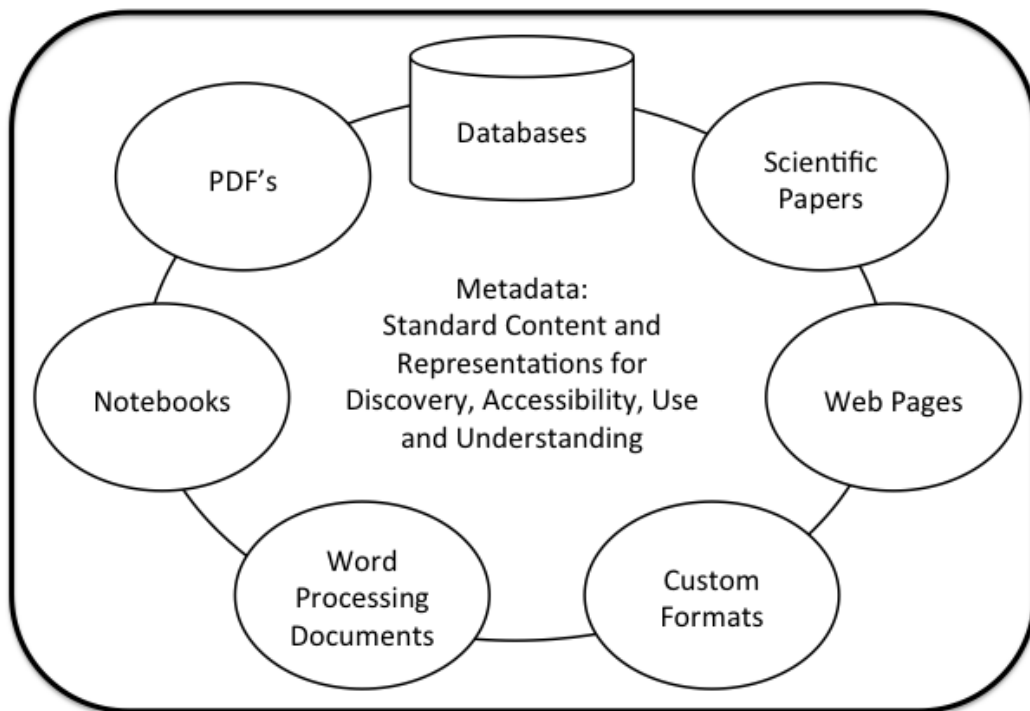 Databases
Scientific
Papers
PDF's
Metadata:
Standard Content and
Representations for
Discovery, Accessibility, Use
and Understanding
Notebooks
Web Pages
Word
Processing
Documents
Custom
Formats